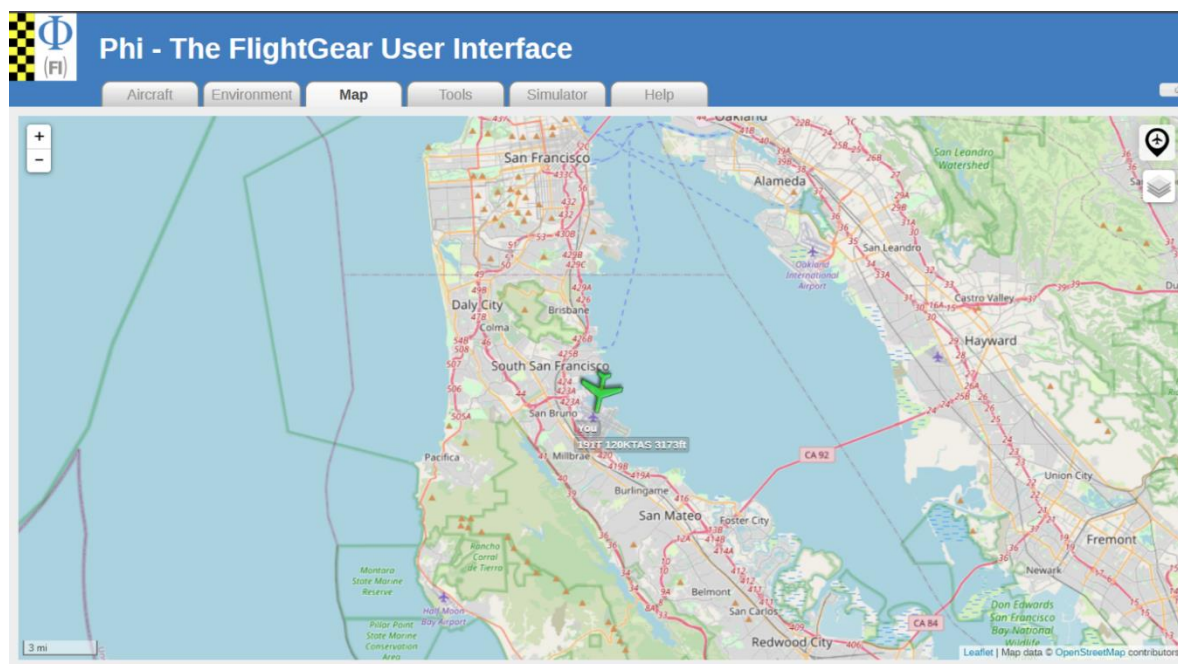 Φ
(FI)
Phi - The FlightGear User Interface
Aircraft
Environment
Map
Tools
Simulator
Help
+
−
Oakland
San Francisco
San Leandro
Watershed
Alameda
Oakland
International
Airport
San Leandro
Castro Valley
Daly City
Colma
Brisbane
Hayward
South San Francisco
San Bruno
You
191T 120KTAS 3173ft
Pacifica
Millbrae
Burlingame
CA 92
Union City
San Mateo
Foster City
Fremont
Rancho
Corral
de Tierra
Montara
State Marine
Reserve
Newark
Belmont
Half Moon
Bay Airport
San Carlos
Don Edwards
San Francisco
Bay National
Wildlife
Pillar Point
State Marine
Conservation
Area
CA 84
Redwood City
3 mi
Leaflet | Map data © OpenStreetMap contributors